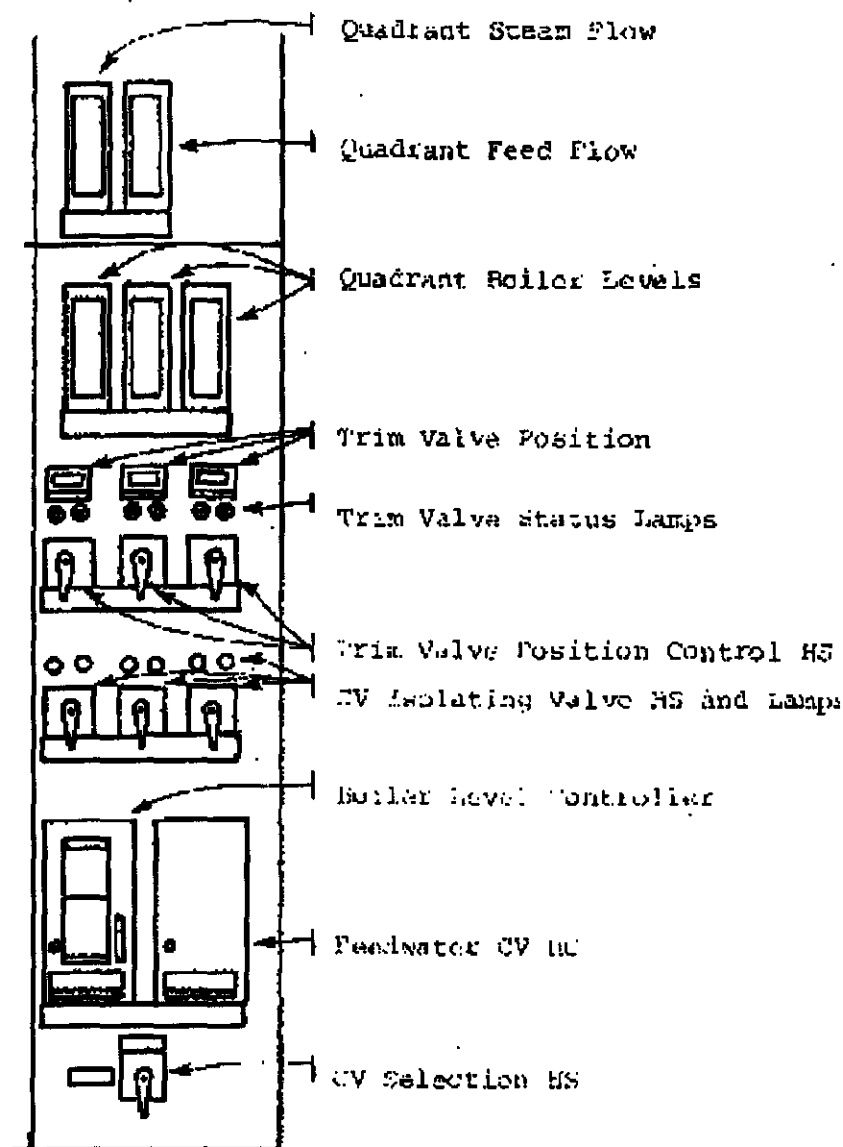 Quadrant Steam Flow
Quadrant Feed Flow
Quadrant Boiler Levels
Trim Valve Position
Trim Valve Status Lamps
Trim Valve Position Control HS
CV Isolating Valve HS and Lamps
Boiler Level Controller
Feedwater CV HC
CV Selection HS